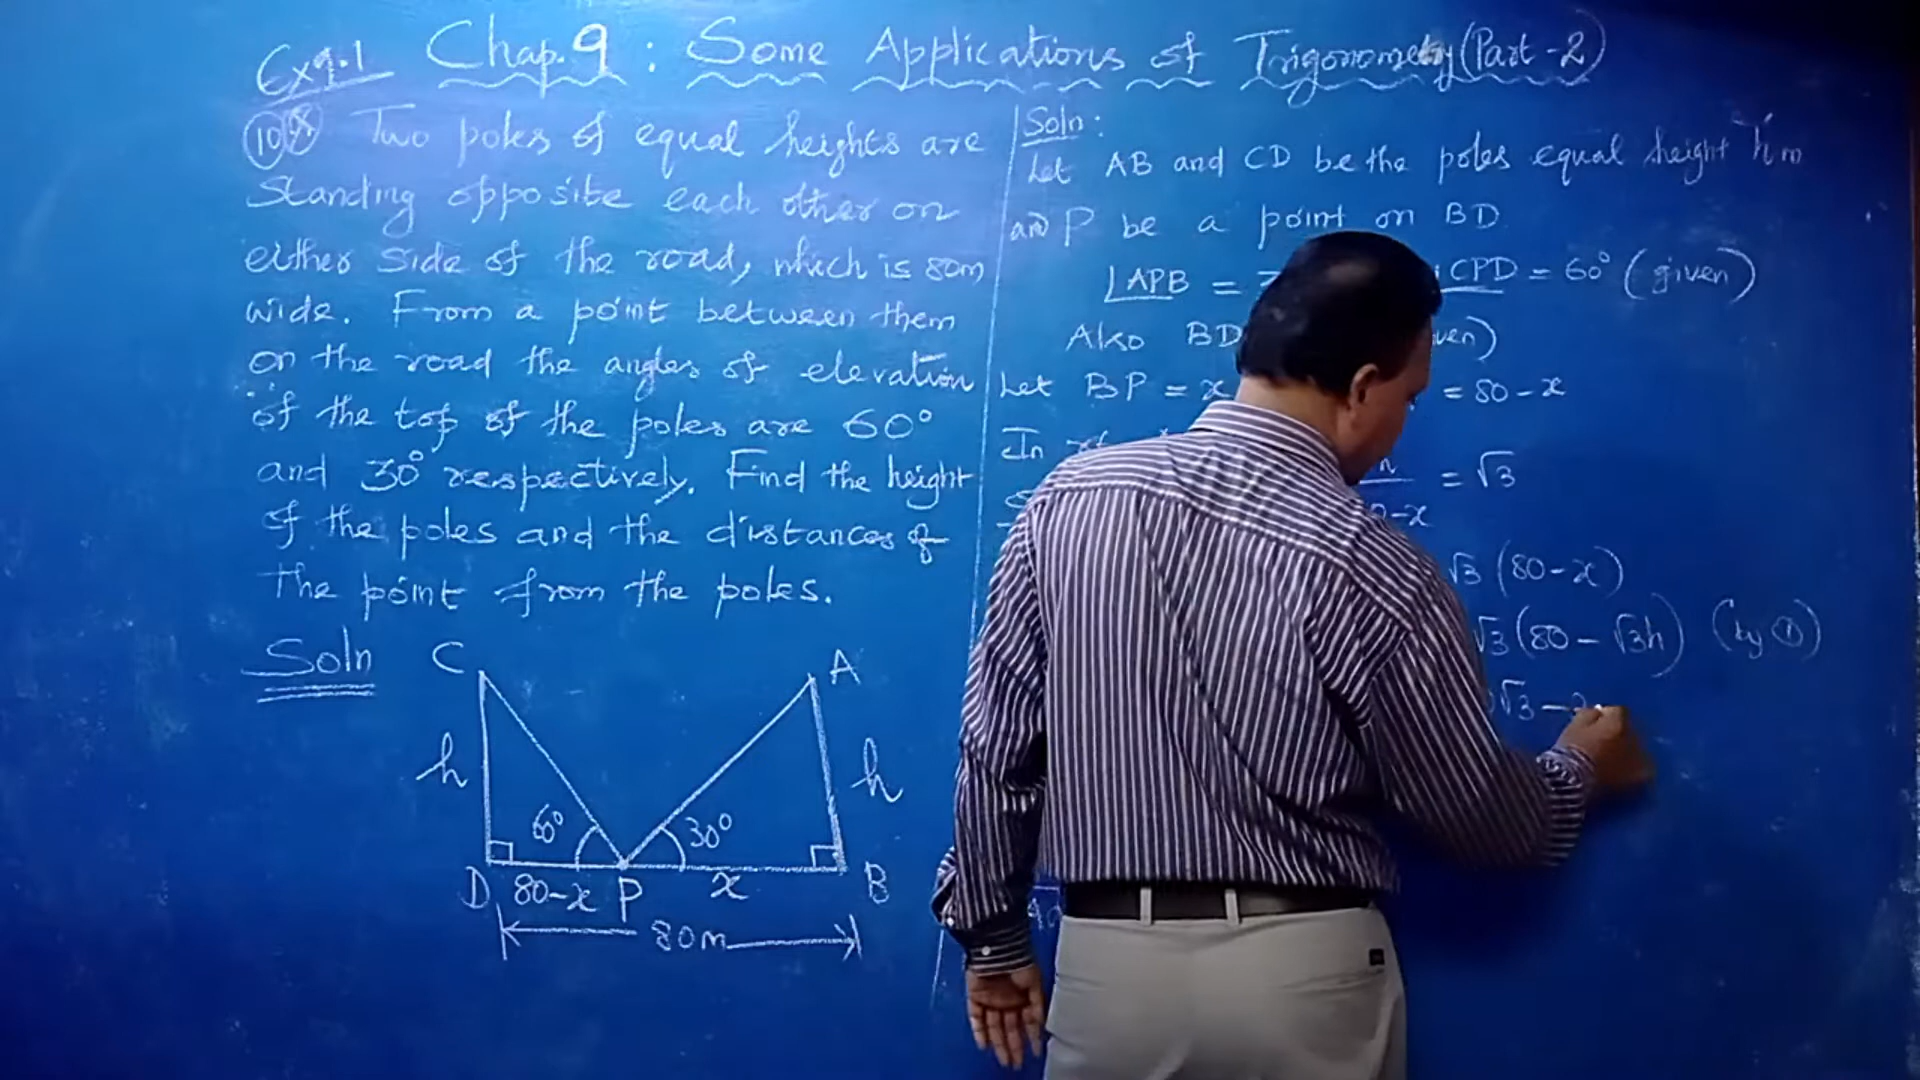 Ex 9.1 Chap. 9 : Some Applications of Trigonometry (Part-2)
10 Two poles of equal heights are
standing opposite each other on
either side of the road, which is 80m
wide. From a point between them
on the road the angles of elevation
of the top of the poles are 60°
and 30° respectively. Find the height
of the poles and the distances of
the point from the poles.
Soln
C
A
h
h
60°
30°
D 80-x P x B
80m
Soln:
Let AB and CD be the poles equal height h m
and P be a point on BD
∠APB = CPD = 60° (given)
Also BD
Let BP = x = 80-x
In
= √3
-x
√3 (80-x)
√3 (80 - √3h) (by ①)
√3 -